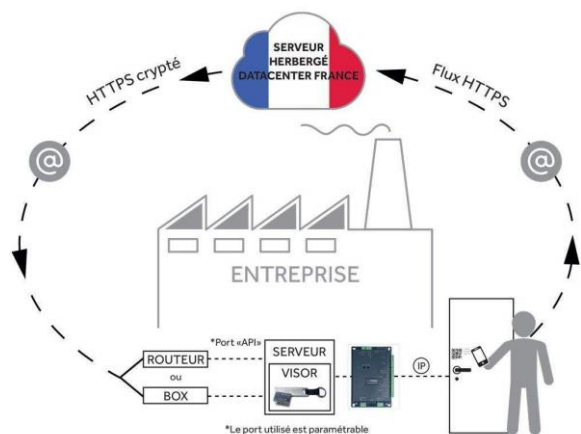 SERVEUR
HERBERGÉ
DATACENTER FRANCE
HTTPS crypté
Flux HTTPS
@
@
ENTREPRISE
*Port «API»
ROUTEUR
ou
BOX
SERVEUR
VISOR
IP
*Le port utilisé est paramétrable